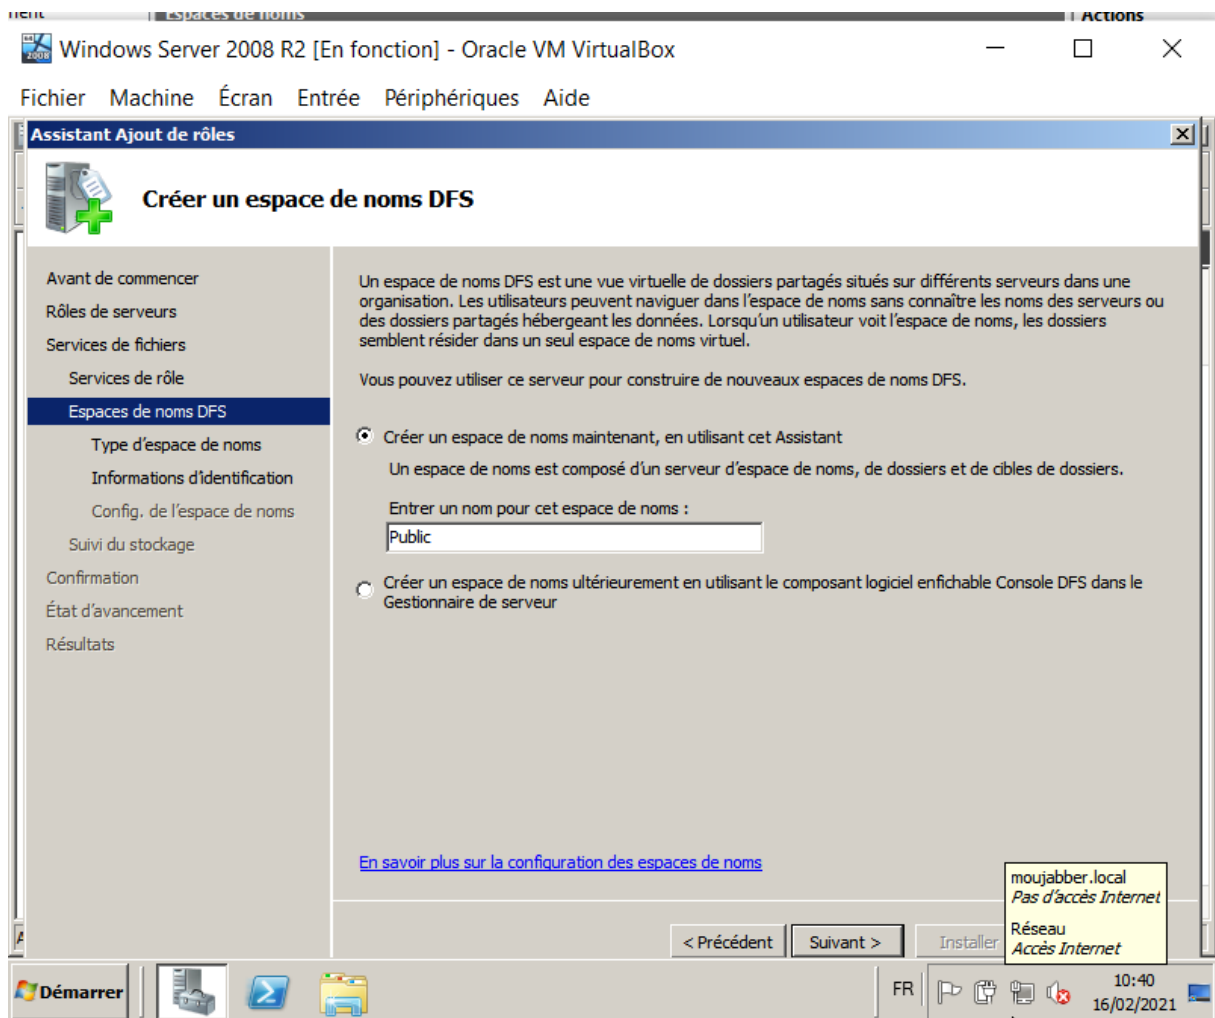 Espaces de noms
Actions
Windows Server 2008 R2 [En fonction] - Oracle VM VirtualBox
Fichier Machine Écran Entrée Périphériques Aide
Assistant Ajout de rôles
Créer un espace de noms DFS
Avant de commencer
Rôles de serveurs
Services de fichiers
Services de rôle
Espaces de noms DFS
Type d'espace de noms
Informations d'identification
Config. de l'espace de noms
Suivi du stockage
Confirmation
État d'avancement
Résultats
Un espace de noms DFS est une vue virtuelle de dossiers partagés situés sur différents serveurs dans une
organisation. Les utilisateurs peuvent naviguer dans l'espace de noms sans connaître les noms des serveurs ou
des dossiers partagés hébergeant les données. Lorsqu'un utilisateur voit l'espace de noms, les dossiers
semblent résider dans un seul espace de noms virtuel.
Vous pouvez utiliser ce serveur pour construire de nouveaux espaces de noms DFS.
Créer un espace de noms maintenant, en utilisant cet Assistant
Un espace de noms est composé d'un serveur d'espace de noms, de dossiers et de cibles de dossiers.
Entrer un nom pour cet espace de noms :
Public
Créer un espace de noms ultérieurement en utilisant le composant logiciel enfichable Console DFS dans le
Gestionnaire de serveur
En savoir plus sur la configuration des espaces de noms
moujabber.local
Pas d'accès Internet
Réseau
Accès Internet
< Précédent
Suivant >
Installer
Démarrer
FR
10:40
16/02/2021